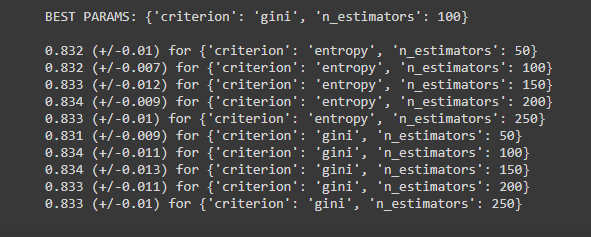 BEST PARAMS: {'criterion': 'gini', 'n_estimators': 100}
0.832 (+/-0.01) for {'criterion': 'entropy', 'n_estimators': 50}
0.832 (+/-0.007) for {'criterion': 'entropy', 'n_estimators': 100}
0.833 (+/-0.012) for {'criterion': 'entropy', 'n_estimators': 150}
0.834 (+/-0.009) for {'criterion': 'entropy', 'n_estimators': 200}
0.833 (+/-0.01) for {'criterion': 'entropy', 'n_estimators': 250}
0.831 (+/-0.009) for {'criterion': 'gini', 'n_estimators': 50}
0.834 (+/-0.011) for {'criterion': 'gini', 'n_estimators': 100}
0.834 (+/-0.013) for {'criterion': 'gini', 'n_estimators': 150}
0.833 (+/-0.011) for {'criterion': 'gini', 'n_estimators': 200}
0.833 (+/-0.01) for {'criterion': 'gini', 'n_estimators': 250}